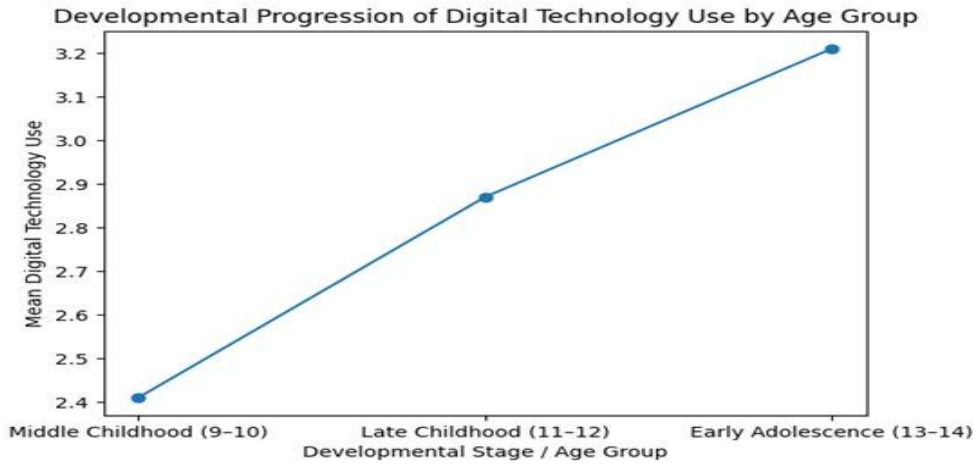 Developmental Progression of Digital Technology Use by Age Group
Mean Digital Technology Use
3.2
3.1
3.0
2.9
2.8
2.7
2.6
2.5
2.4
Middle Childhood (9–10)
Late Childhood (11–12)
Early Adolescence (13–14)
Developmental Stage / Age Group